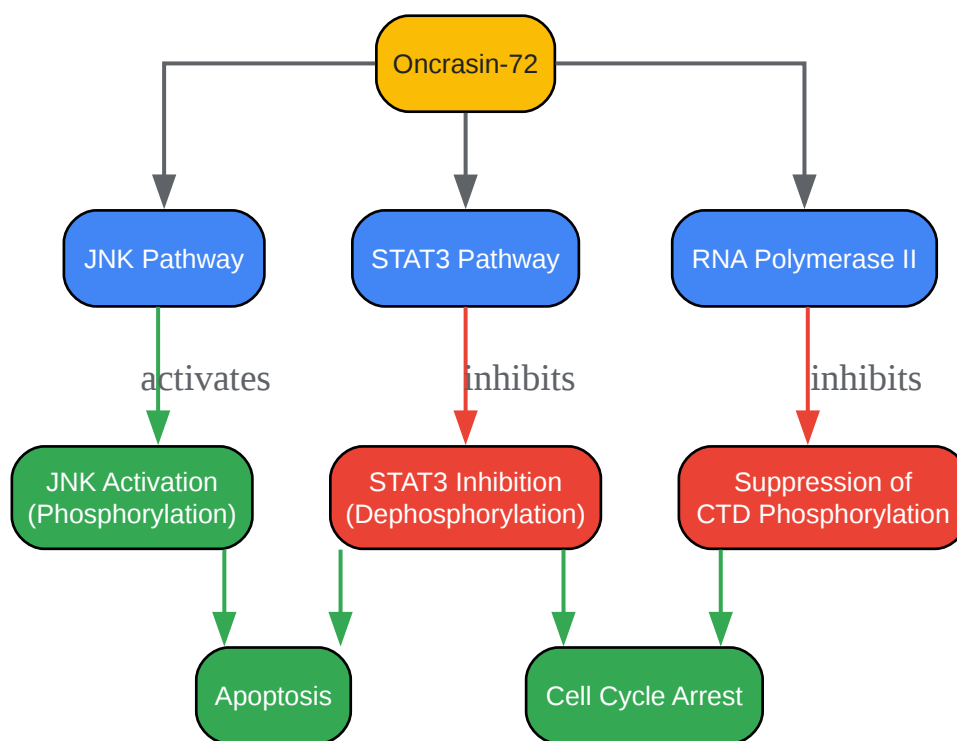 Oncrasin-72
JNK Pathway
STAT3 Pathway
RNA Polymerase II
activates
inhibits
inhibits
JNK Activation
(Phosphorylation)
STAT3 Inhibition
(Dephosphorylation)
Suppression of
CTD Phosphorylation
Apoptosis
Cell Cycle Arrest